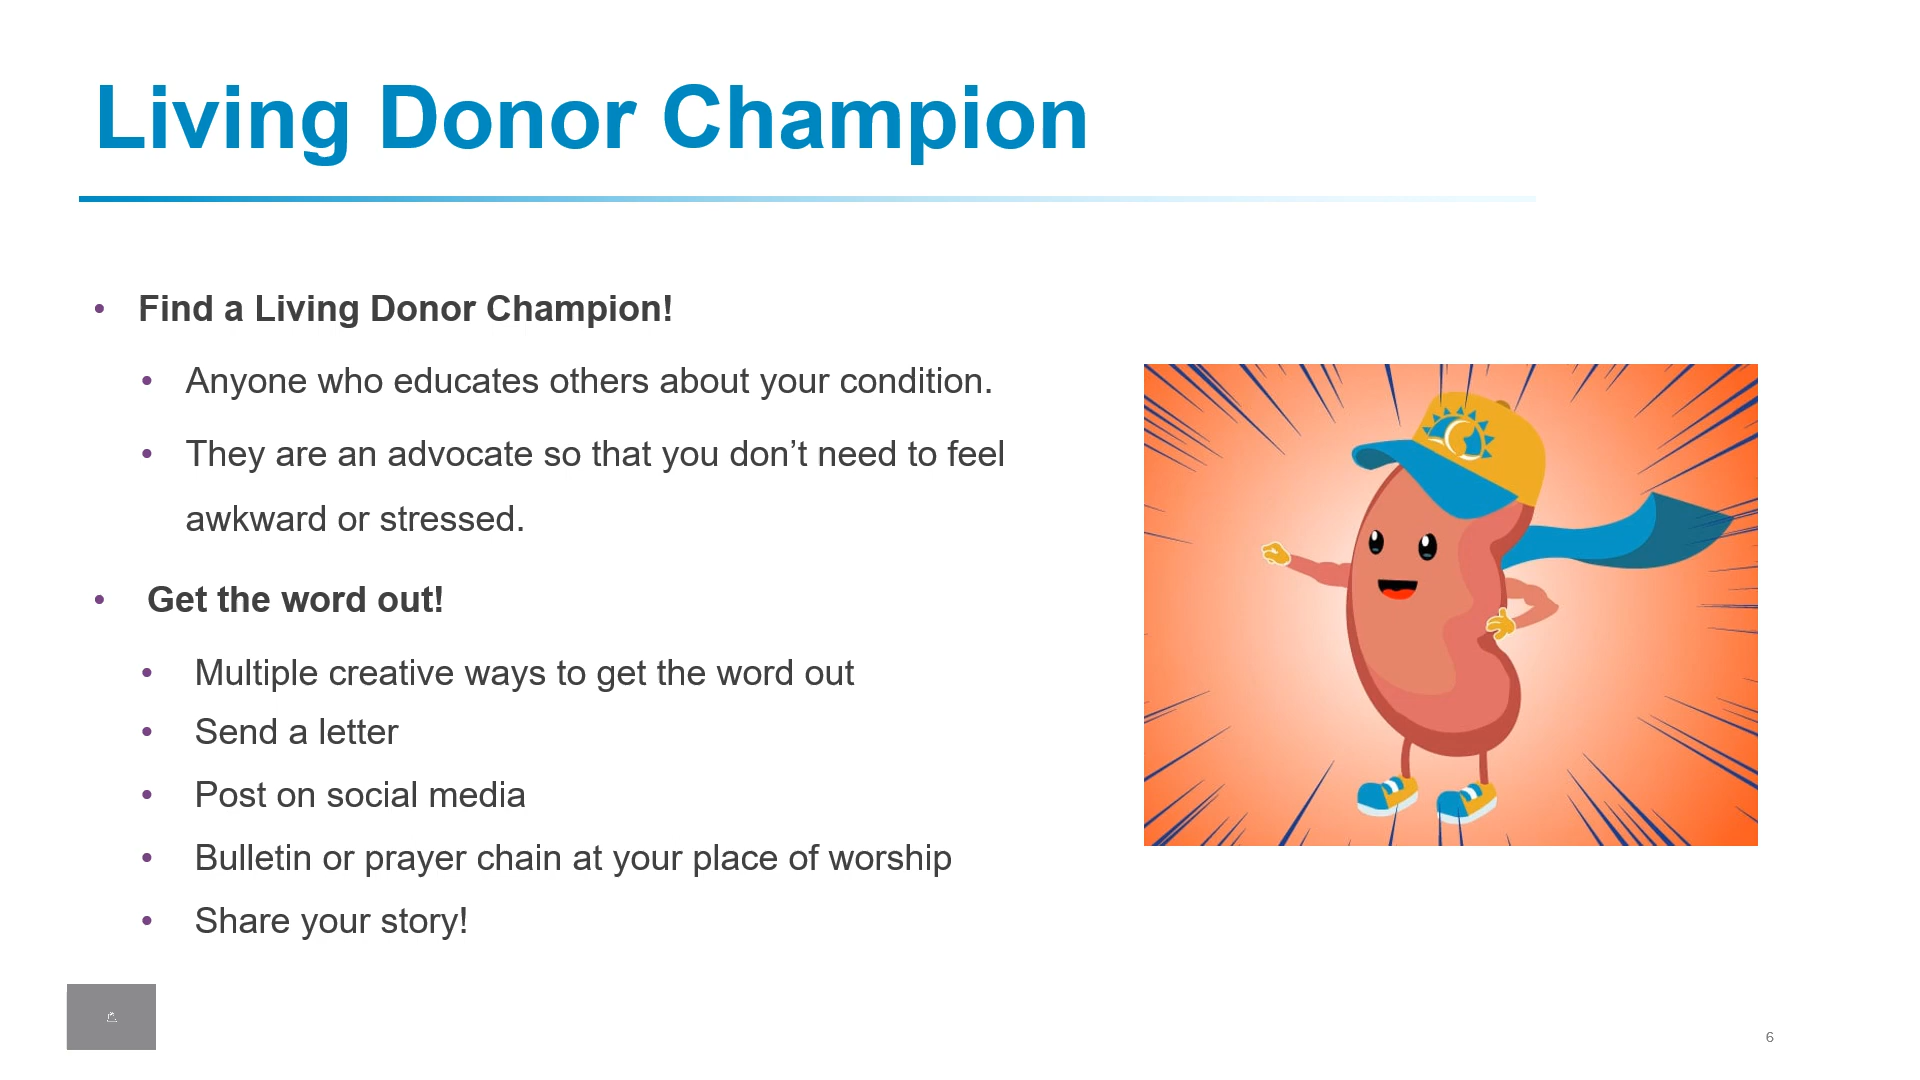 Living Donor Champion
• Find a Living Donor Champion!
• Anyone who educates others about your condition.
• They are an advocate so that you don’t need to feel
awkward or stressed.
• Get the word out!
• Multiple creative ways to get the word out
• Send a letter
• Post on social media
• Bulletin or prayer chain at your place of worship
• Share your story!
6